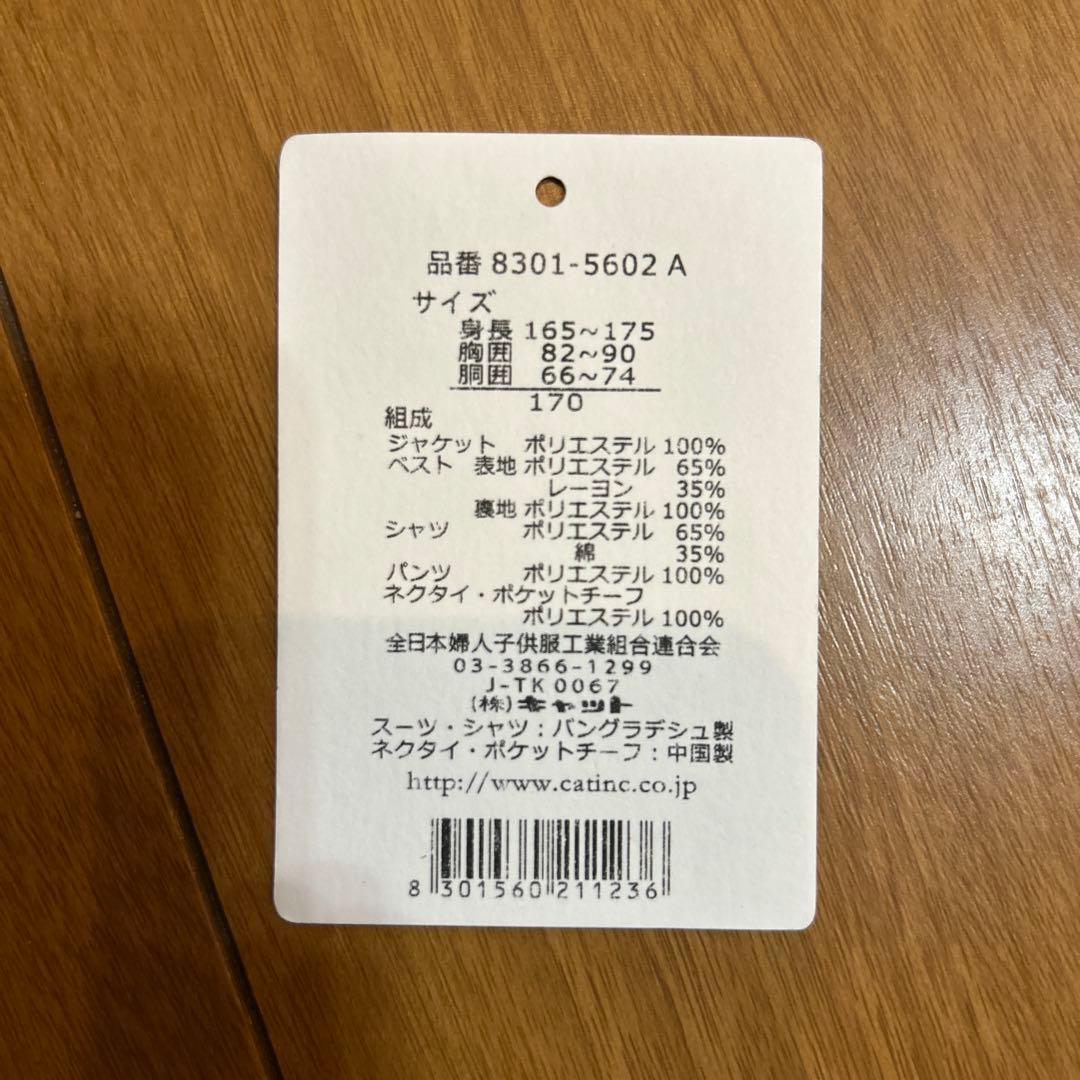 品番 8301-5602 A
サイズ
身長 165~175
胸囲 82~90
胴囲 66~74
170
組成
ジャケット ポリエステル 100%
ベスト 表地 ポリエステル 65%
レーヨン 35%
裏地 ポリエステル 100%
シャツ ポリエステル 65%
綿 35%
パンツ ポリエステル 100%
ネクタイ・ポケットチーフ
ポリエステル 100%
全日本婦人子供服工業組合連合会
03-3866-1299
J-TK 0067
(株)キャット
スーツ・シャツ:バングラデシュ製
ネクタイ・ポケットチーフ:中国製
http://www.catinc.co.jp
8 301560 211236